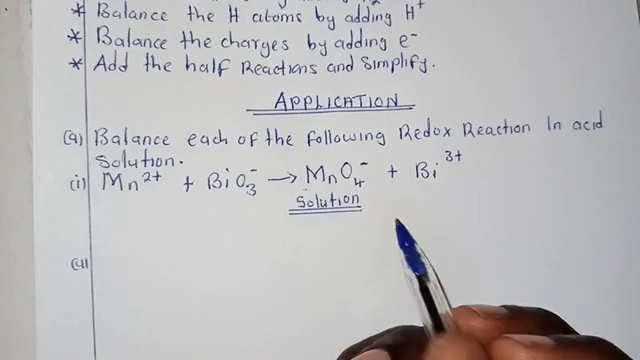 * Balance the H atoms by adding H⁺
* Balance the charges by adding e⁻
* Add the half Reactions and Simplify.
APPLICATION
(a) Balance each of the following Redox Reaction In acid
Solution.
(i) Mn²⁺ + BiO₃⁻ → MnO₄⁻ + Bi³⁺
Solution